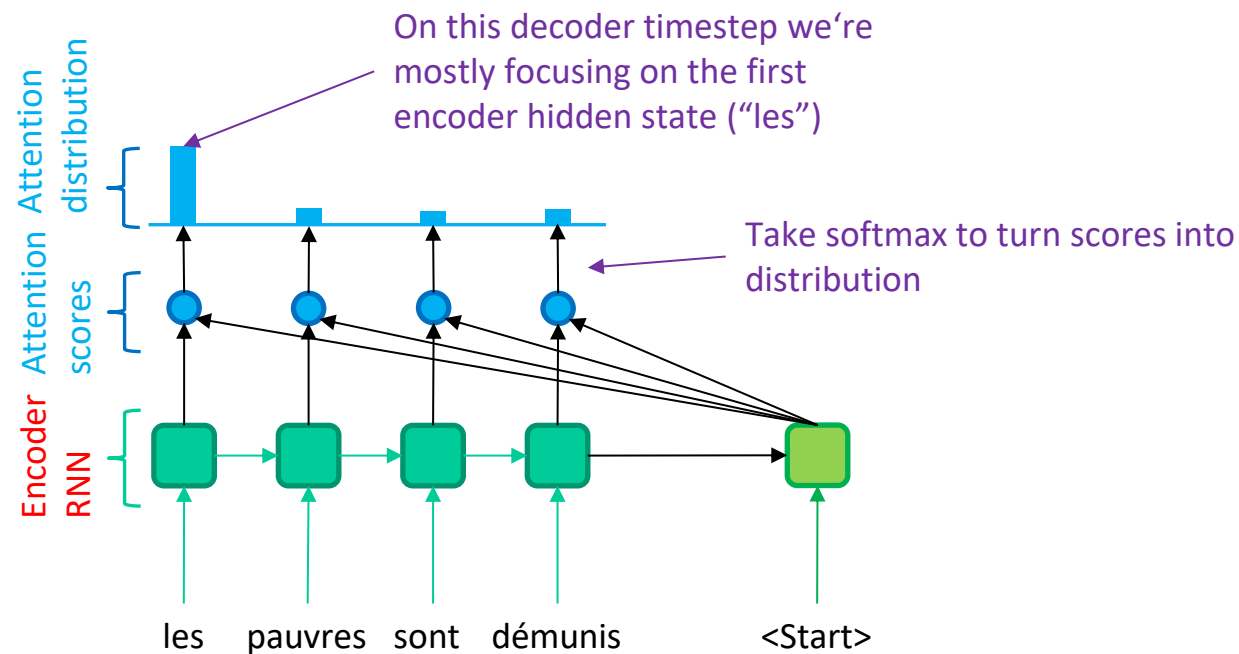 On this decoder timestep we‘re
mostly focusing on the first
encoder hidden state (“les”)
Attention
distribution
Take softmax to turn scores into
distribution
Attention
scores
Encoder
RNN
les pauvres sont démunis <Start>